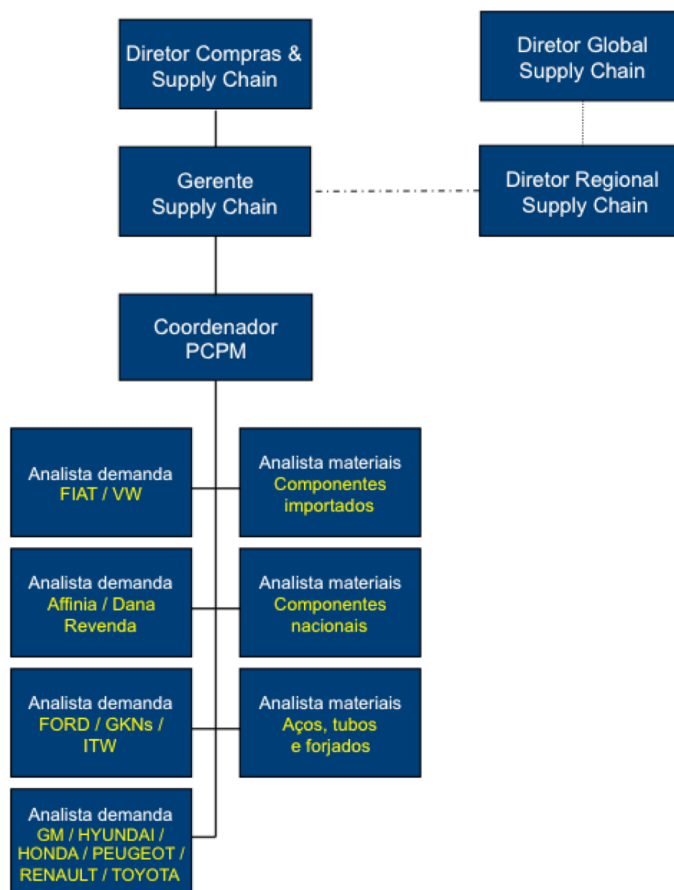 Diretor Compras &
Supply Chain
Diretor Global
Supply Chain
Gerente
Supply Chain
Diretor Regional
Supply Chain
Coordenador
PCPM
Analista demanda
FIAT / VW
Analista materiais
Componentes
importados
Analista demanda
Affinia / Dana
Revenda
Analista materiais
Componentes
nacionais
Analista demanda
FORD / GKNs /
ITW
Analista materiais
Aços, tubos
e forjados
Analista demanda
GM / HYUNDAI /
HONDA / PEUGEOT /
RENAULT / TOYOTA